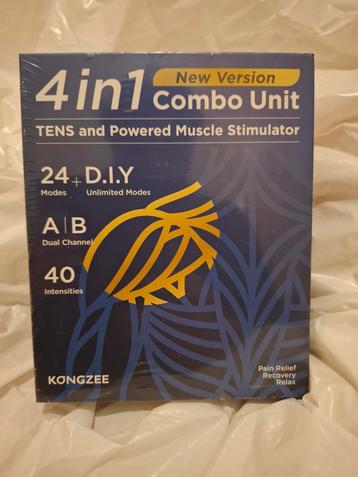 New Version
4in1 Combo Unit
TENS and Powered Muscle Stimulator
24 + D.I.Y
Modes Unlimited Modes
A|B
Dual Channel
40
Intensities
Pain Relief
Recovery
Relax
KONGZEE